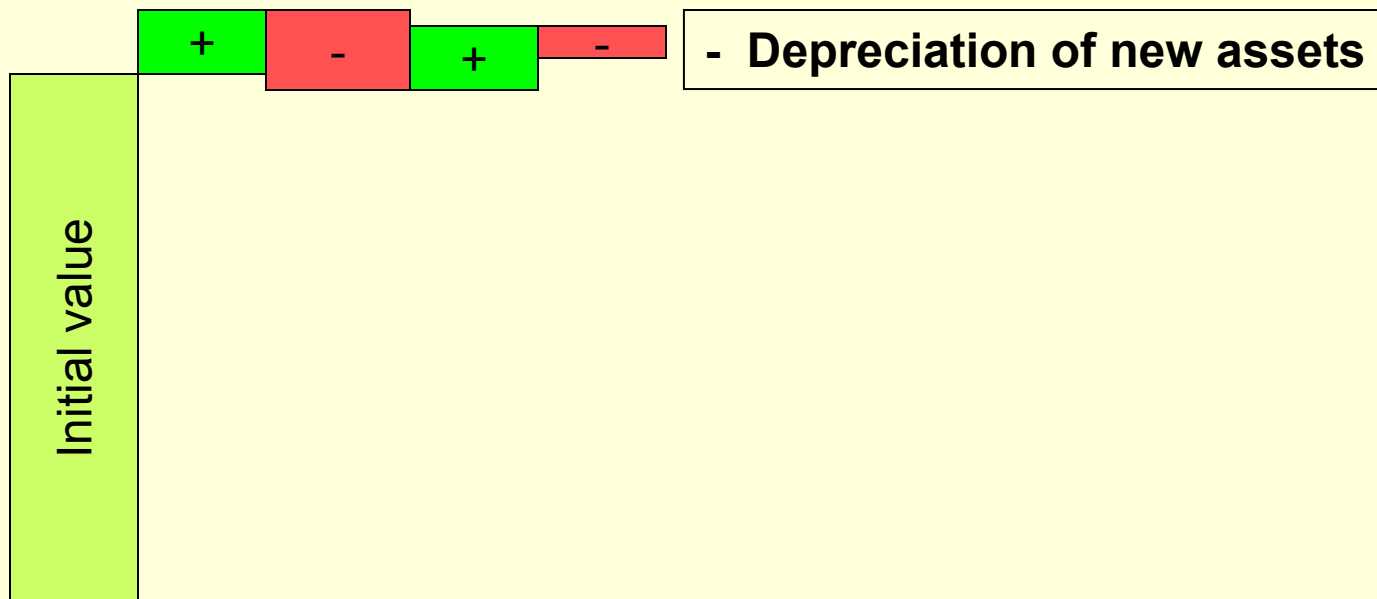 +
-
+
-
- Depreciation of new assets
Initial value